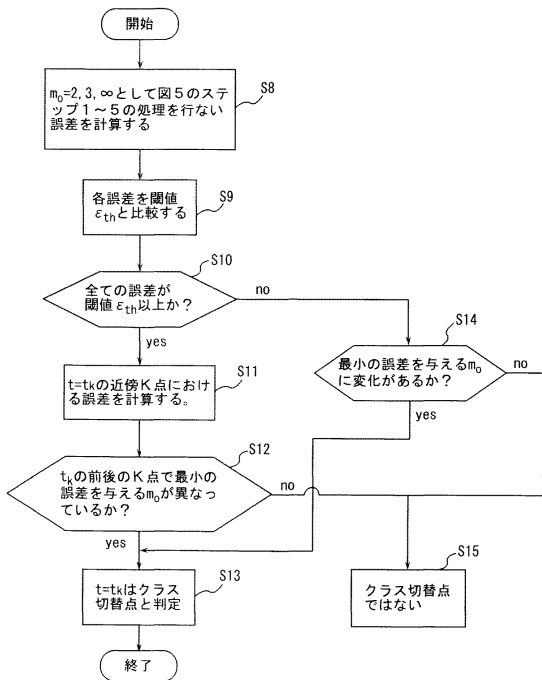 開始
m₀=2, 3, ∞として図5のステ
ップ1～5の処理を行ない
誤差を計算する
S8
各誤差を閾値
ε_thと比較する
S9
全ての誤差が
閾値ε_th以上か？
S10
no
yes
t=t_kの近傍K点におけ
る誤差を計算する。
S11
最小の誤差を与えるm₀
に変化があるか？
S14
no
yes
t_kの前後のK点で最小の
誤差を与えるm₀が異なっ
ているか？
S12
no
yes
t=t_kはクラス
切替点と判定
S13
クラス切替点
ではない
S15
終了